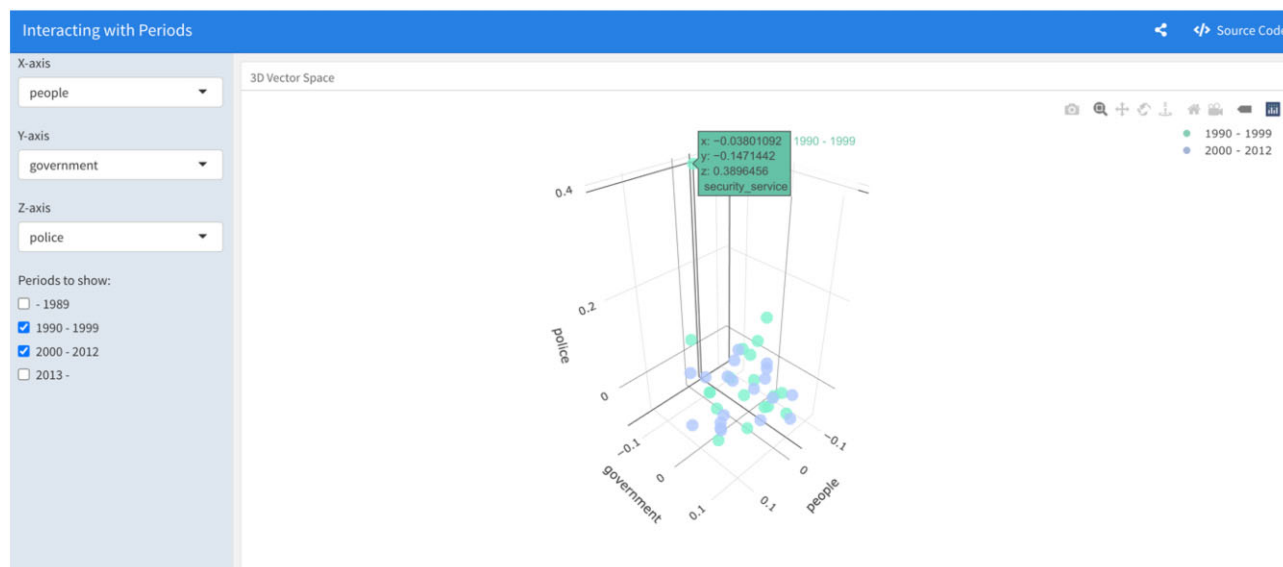 Interacting with Periods
Source Code
X-axis
people
Y-axis
government
Z-axis
police
Periods to show:
- 1989
1990 - 1999
2000 - 2012
2013 -
3D Vector Space
1990 - 1999
2000 - 2012
x: −0.03801092
y: −0.1471442
z: 0.3896456
security_service
1990 - 1999
0.4
0.2
0
police
−0.1
0
0.1
government
−0.1
0
0.1
people